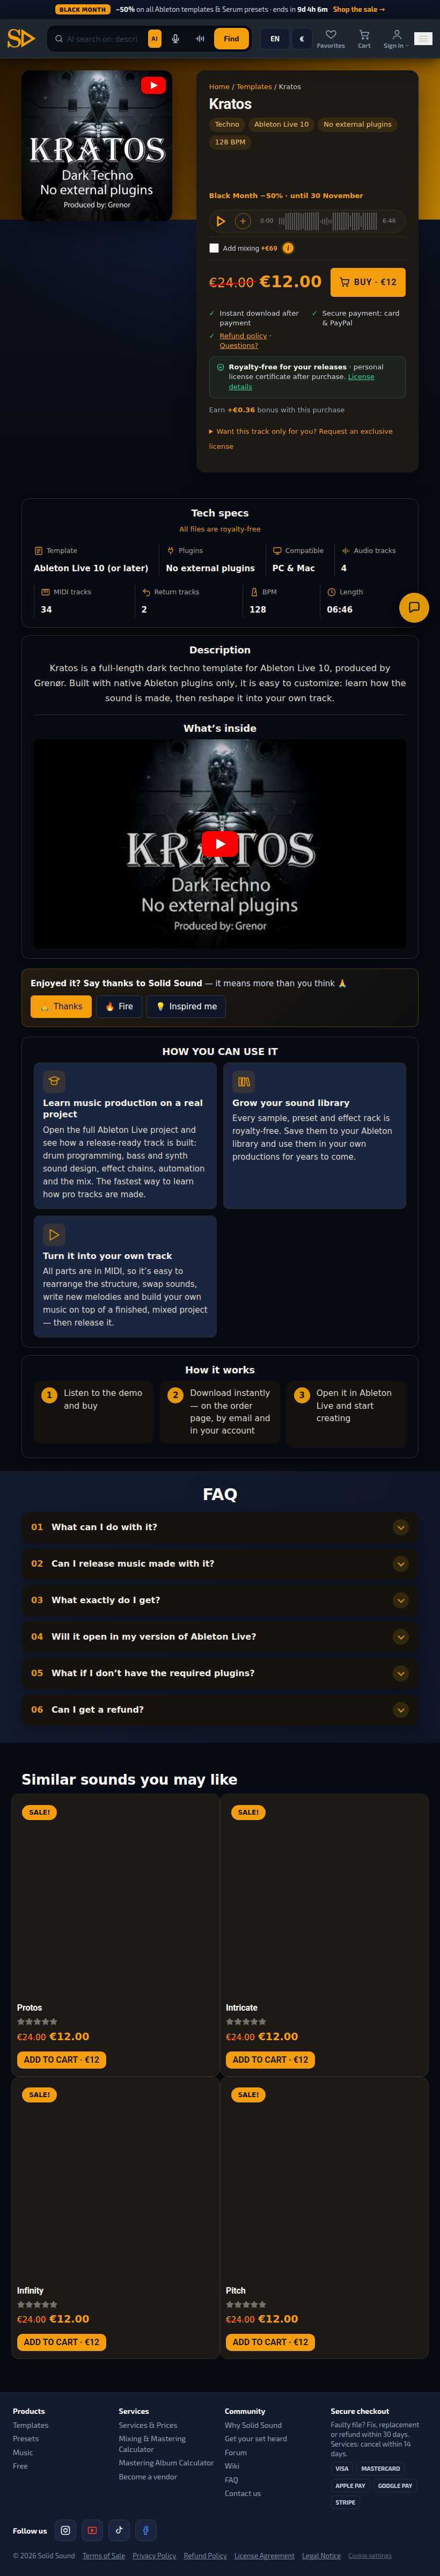 BLACK MONTH −50% on all Ableton templates & Serum presets · ends in 9d 4h 6m Shop the sale →
SD
AI search on: descri
AI
Find
EN
€
Favorites
Cart
Sign in
KRATOS
Dark Techno
No external plugins
Produced by: Grenor
Home / Templates / Kratos
Kratos
Techno
Ableton Live 10
No external plugins
128 BPM
Black Month −50% · until 30 November
0:00
6:46
Add mixing +€69 i
€24.00 €12.00
BUY · €12
✓ Instant download after payment
✓ Secure payment: card & PayPal
✓ Refund policy · Questions?
Royalty-free for your releases · personal
license certificate after purchase. License
details
Earn +€0.36 bonus with this purchase
▶ Want this track only for you? Request an exclusive
license
Tech specs
All files are royalty-free
Template
Ableton Live 10 (or later)
Plugins
No external plugins
Compatible
PC & Mac
Audio tracks
4
MIDI tracks
34
Return tracks
2
BPM
128
Length
06:46
Description
Kratos is a full-length dark techno template for Ableton Live 10, produced by
Grenør. Built with native Ableton plugins only, it is easy to customize: learn how the
sound is made, then reshape it into your own track.
What’s inside
KRATOS
Dark Techno
No external plugins
Produced by: Grenor
Enjoyed it? Say thanks to Solid Sound — it means more than you think 🙏
🙏 Thanks
🔥 Fire
💡 Inspired me
HOW YOU CAN USE IT
Learn music production on a real
project
Open the full Ableton Live project and
see how a release-ready track is built:
drum programming, bass and synth
sound design, effect chains, automation
and the mix. The fastest way to learn
how pro tracks are made.
Grow your sound library
Every sample, preset and effect rack is
royalty-free. Save them to your Ableton
library and use them in your own
productions for years to come.
Turn it into your own track
All parts are in MIDI, so it’s easy to
rearrange the structure, swap sounds,
write new melodies and build your own
music on top of a finished, mixed project
— then release it.
How it works
1 Listen to the demo
and buy
2 Download instantly
— on the order
page, by email and
in your account
3 Open it in Ableton
Live and start
creating
FAQ
01 What can I do with it?
02 Can I release music made with it?
03 What exactly do I get?
04 Will it open in my version of Ableton Live?
05 What if I don’t have the required plugins?
06 Can I get a refund?
Similar sounds you may like
SALE!
Protos
€24.00 €12.00
ADD TO CART · €12
SALE!
Intricate
€24.00 €12.00
ADD TO CART · €12
SALE!
Infinity
€24.00 €12.00
ADD TO CART · €12
SALE!
Pitch
€24.00 €12.00
ADD TO CART · €12
Products
Templates
Presets
Music
Free
Services
Services & Prices
Mixing & Mastering
Calculator
Mastering Album Calculator
Become a vendor
Community
Why Solid Sound
Get your set heard
Forum
Wiki
FAQ
Contact us
Secure checkout
Faulty file? Fix, replacement
or refund within 30 days.
Services: cancel within 14
days.
VISA
MASTERCARD
APPLE PAY
GOOGLE PAY
STRIPE
Follow us
© 2026 Solid Sound Terms of Sale Privacy Policy Refund Policy License Agreement Legal Notice Cookie settings